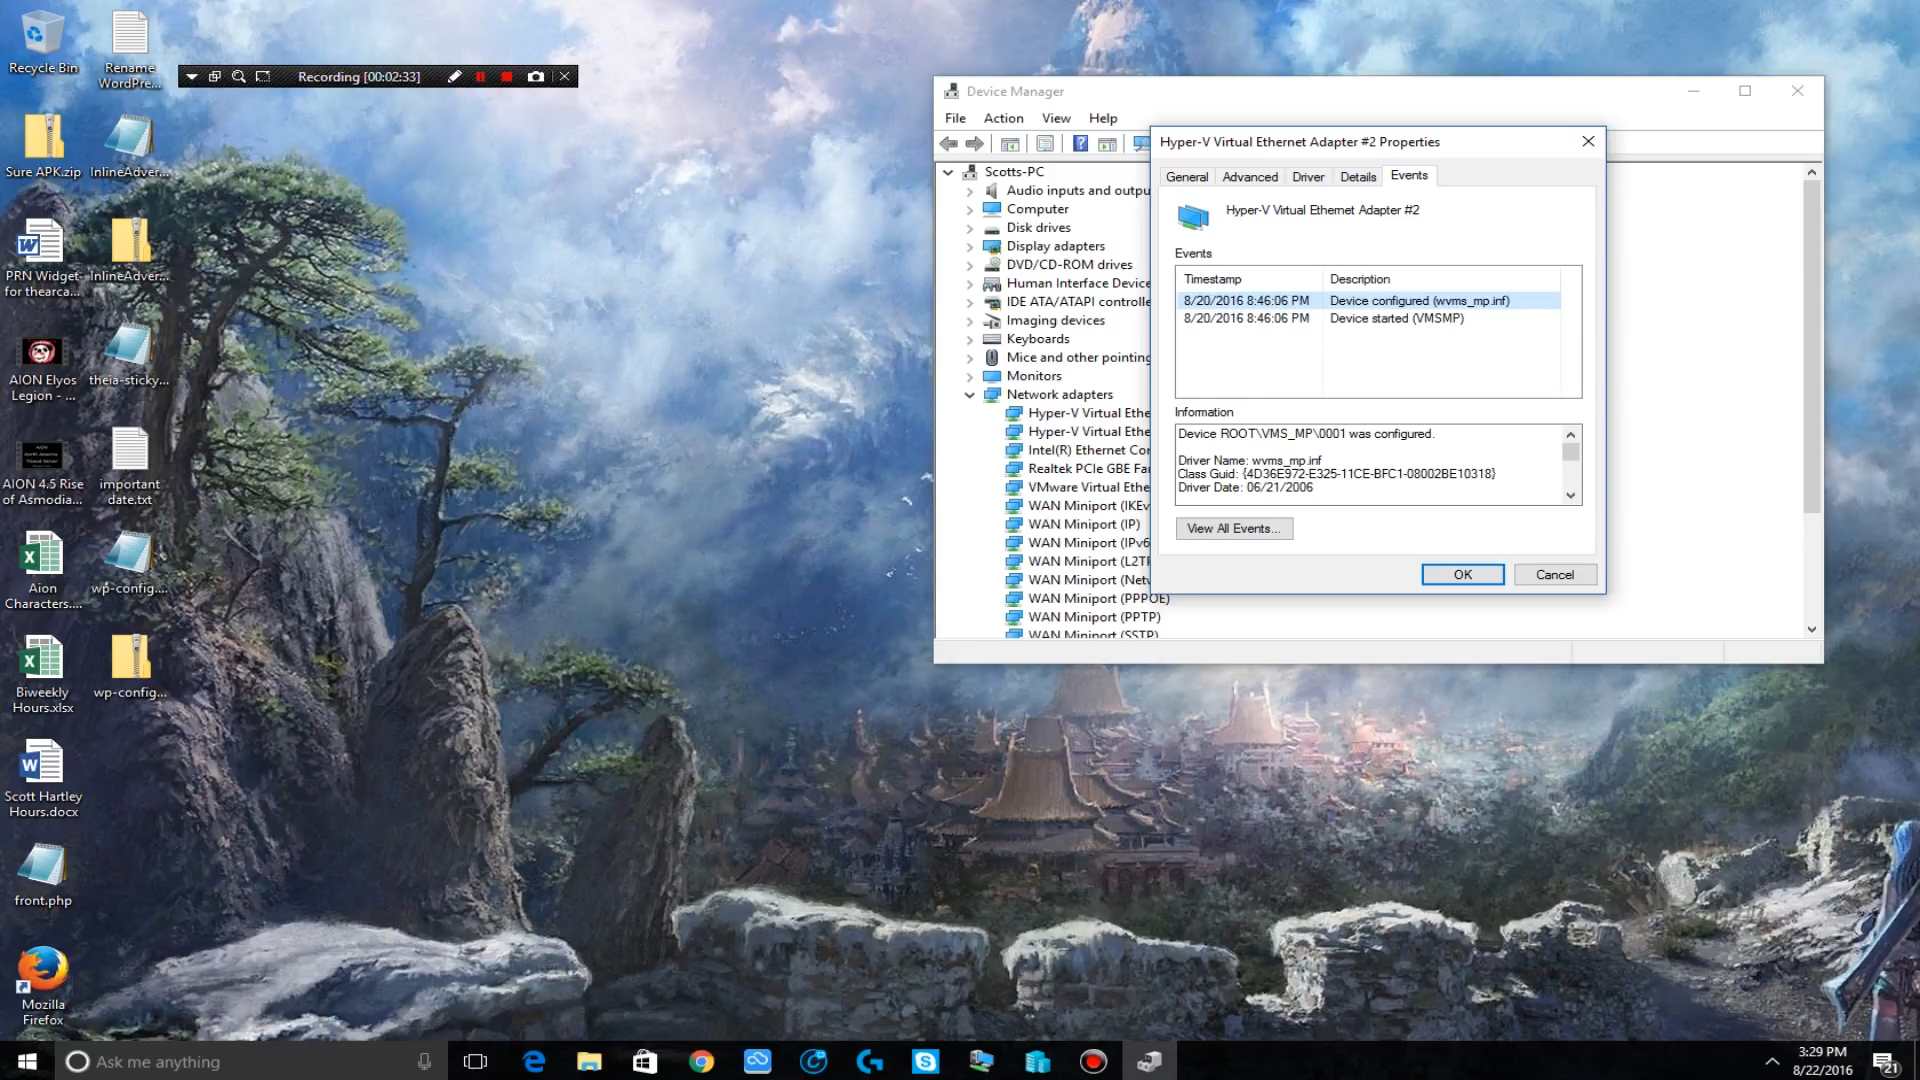 Recycle Bin
Rename
WordPre...
Sure APK.zip
InlineAdver...
PRN Widget
for thearca...
InlineAdver...
AION Elyos
Legion - ...
theia-sticky...
AION 4.5 Rise
of Asmodia...
important
date.txt
Aion
Characters....
wp-config....
Biweekly
Hours.xlsx
wp-config...
Scott Hartley
Hours.docx
front.php
Mozilla
Firefox
Recording [00:02:33]
Device Manager
File Action View Help
Scotts-PC
Audio inputs and outpu
Computer
Disk drives
Display adapters
DVD/CD-ROM drives
Human Interface Device
IDE ATA/ATAPI controlle
Imaging devices
Keyboards
Mice and other pointing
Monitors
Network adapters
Hyper-V Virtual Ethe
Hyper-V Virtual Ethe
Intel(R) Ethernet Cor
Realtek PCIe GBE Fa
VMware Virtual Ethe
WAN Miniport (IKEv
WAN Miniport (IP)
WAN Miniport (IPv6
WAN Miniport (L2TP
WAN Miniport (Netw
WAN Miniport (PPPOE)
WAN Miniport (PPTP)
WAN Miniport (SSTP)
Hyper-V Virtual Ethernet Adapter #2 Properties
General Advanced Driver Details Events
Hyper-V Virtual Ethernet Adapter #2
Events
Timestamp Description
8/20/2016 8:46:06 PM Device configured (wvms_mp.inf)
8/20/2016 8:46:06 PM Device started (VMSMP)
Information
Device ROOT\VMS_MP\0001 was configured.
Driver Name: wvms_mp.inf
Class Guid: {4D36E972-E325-11CE-BFC1-08002BE10318}
Driver Date: 06/21/2006
View All Events...
OK Cancel
Ask me anything
3:29 PM
8/22/2016
21